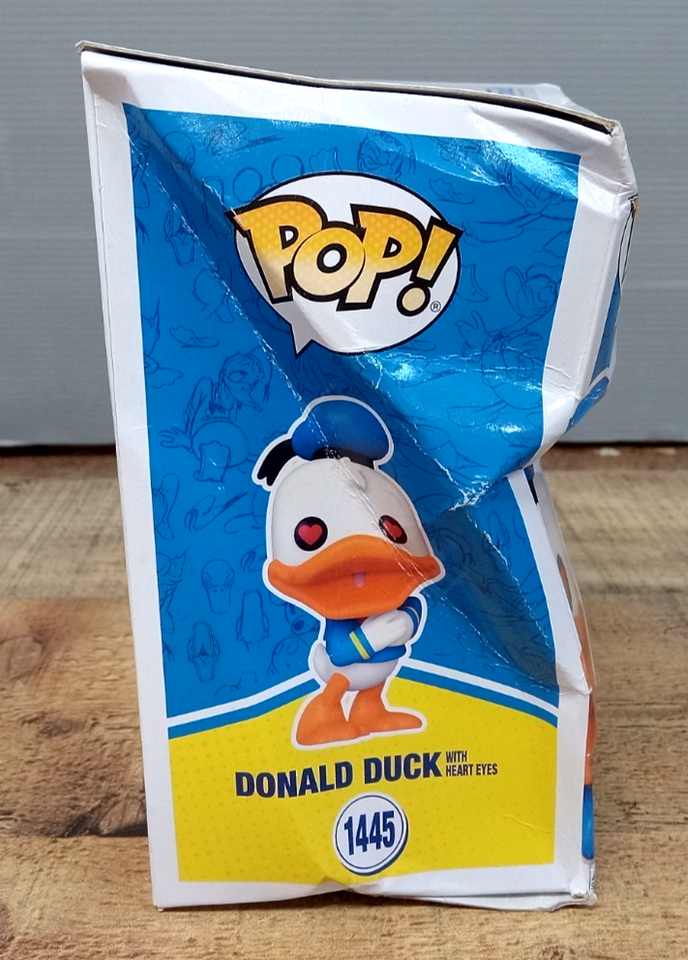 POP!®
DONALD DUCK WITH
HEART EYES
1445